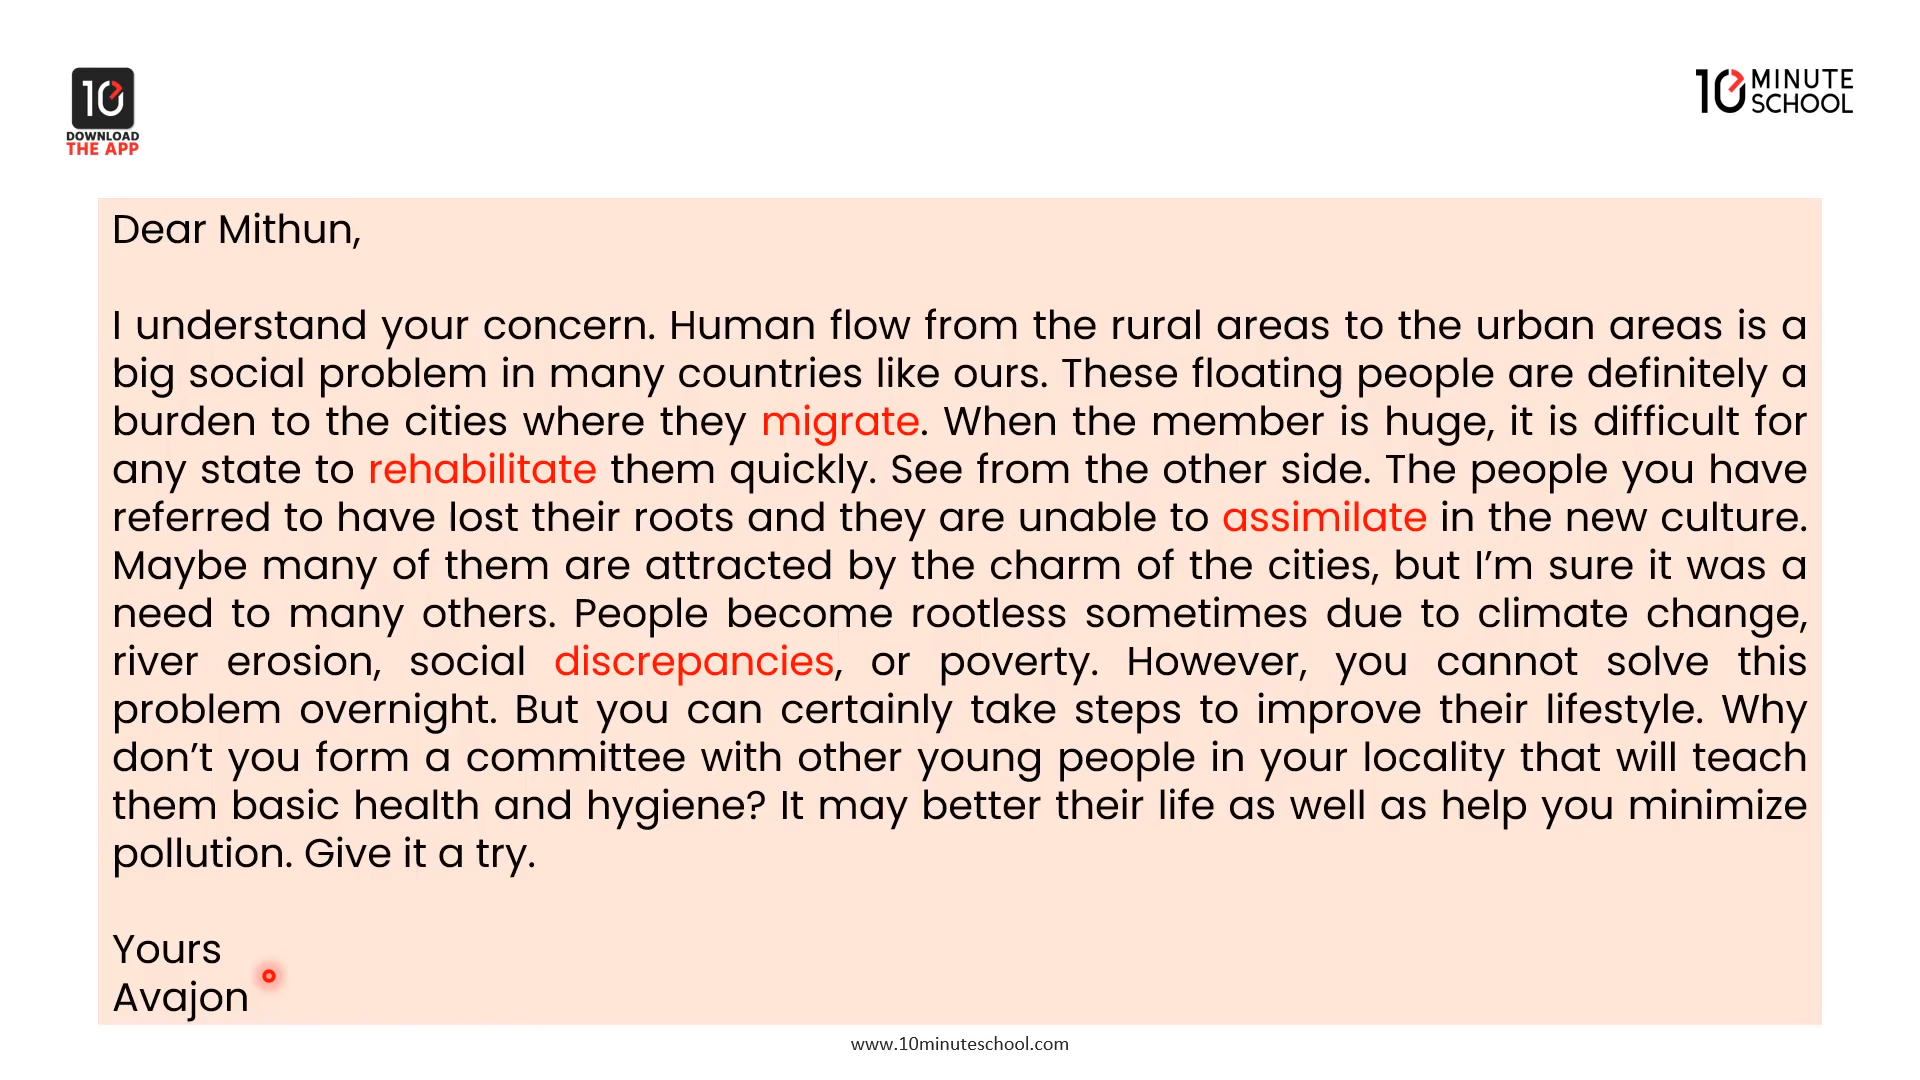 10
DOWNLOAD
THE APP
10 MINUTE
SCHOOL
Dear Mithun,
I understand your concern. Human flow from the rural areas to the urban areas is a
big social problem in many countries like ours. These floating people are definitely a
burden to the cities where they migrate. When the member is huge, it is difficult for
any state to rehabilitate them quickly. See from the other side. The people you have
referred to have lost their roots and they are unable to assimilate in the new culture.
Maybe many of them are attracted by the charm of the cities, but I’m sure it was a
need to many others. People become rootless sometimes due to climate change,
river erosion, social discrepancies, or poverty. However, you cannot solve this
problem overnight. But you can certainly take steps to improve their lifestyle. Why
don’t you form a committee with other young people in your locality that will teach
them basic health and hygiene? It may better their life as well as help you minimize
pollution. Give it a try.
Yours
Avajon
www.10minuteschool.com